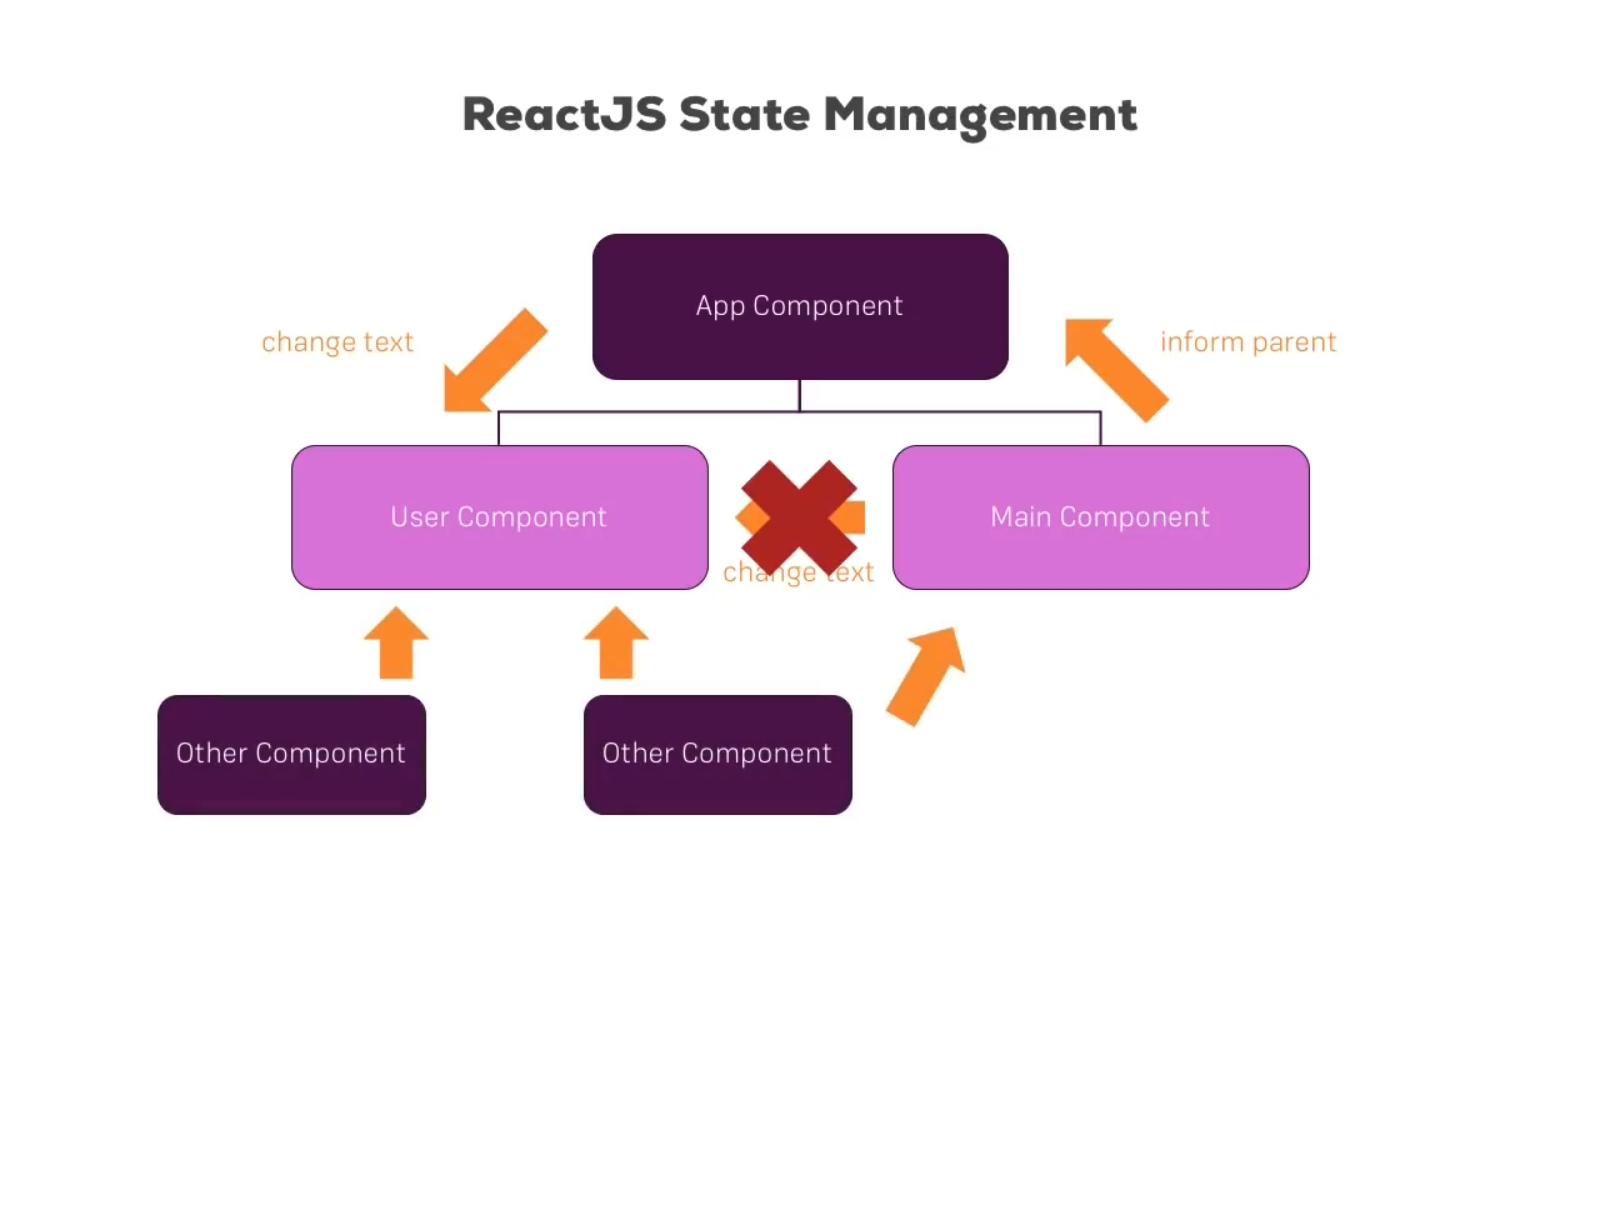 ReactJS State Management
App Component
change text
inform parent
User Component
Main Component
change text
Other Component
Other Component